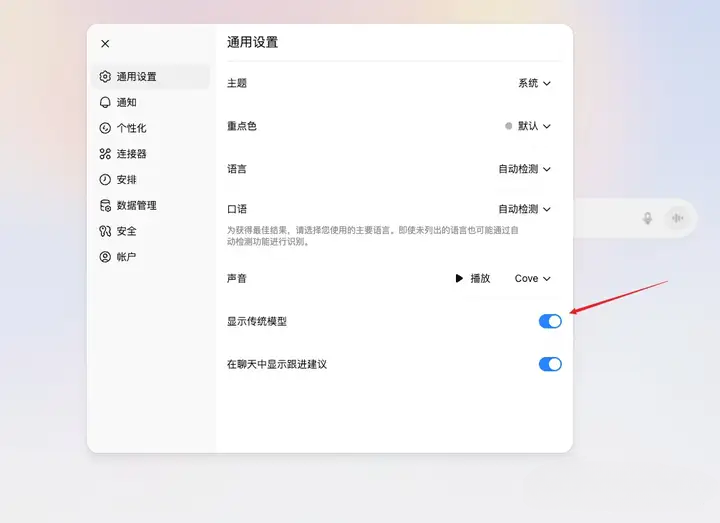 通用设置
通用设置
通知
个性化
连接器
安排
数据管理
安全
帐户
主题 系统
重点色 默认
语言 自动检测
口语 自动检测
为获得最佳结果，请选择您使用的主要语言。即使未列出的语言也可能通过自
动检测功能进行识别。
声音 播放 Cove
显示传统模型
在聊天中显示跟进建议